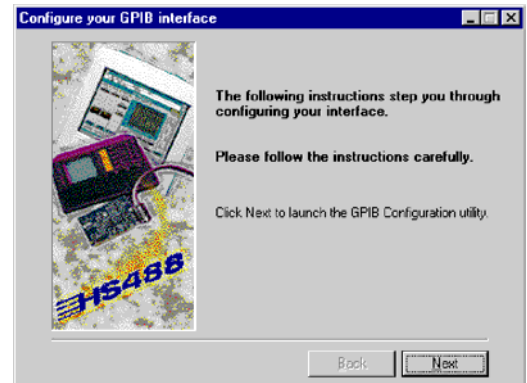 Configure your GPIB interface
The following instructions step you through
configuring your interface.
Please follow the instructions carefully.
Click Next to launch the GPIB Configuration utility.
HS488
Back
Next